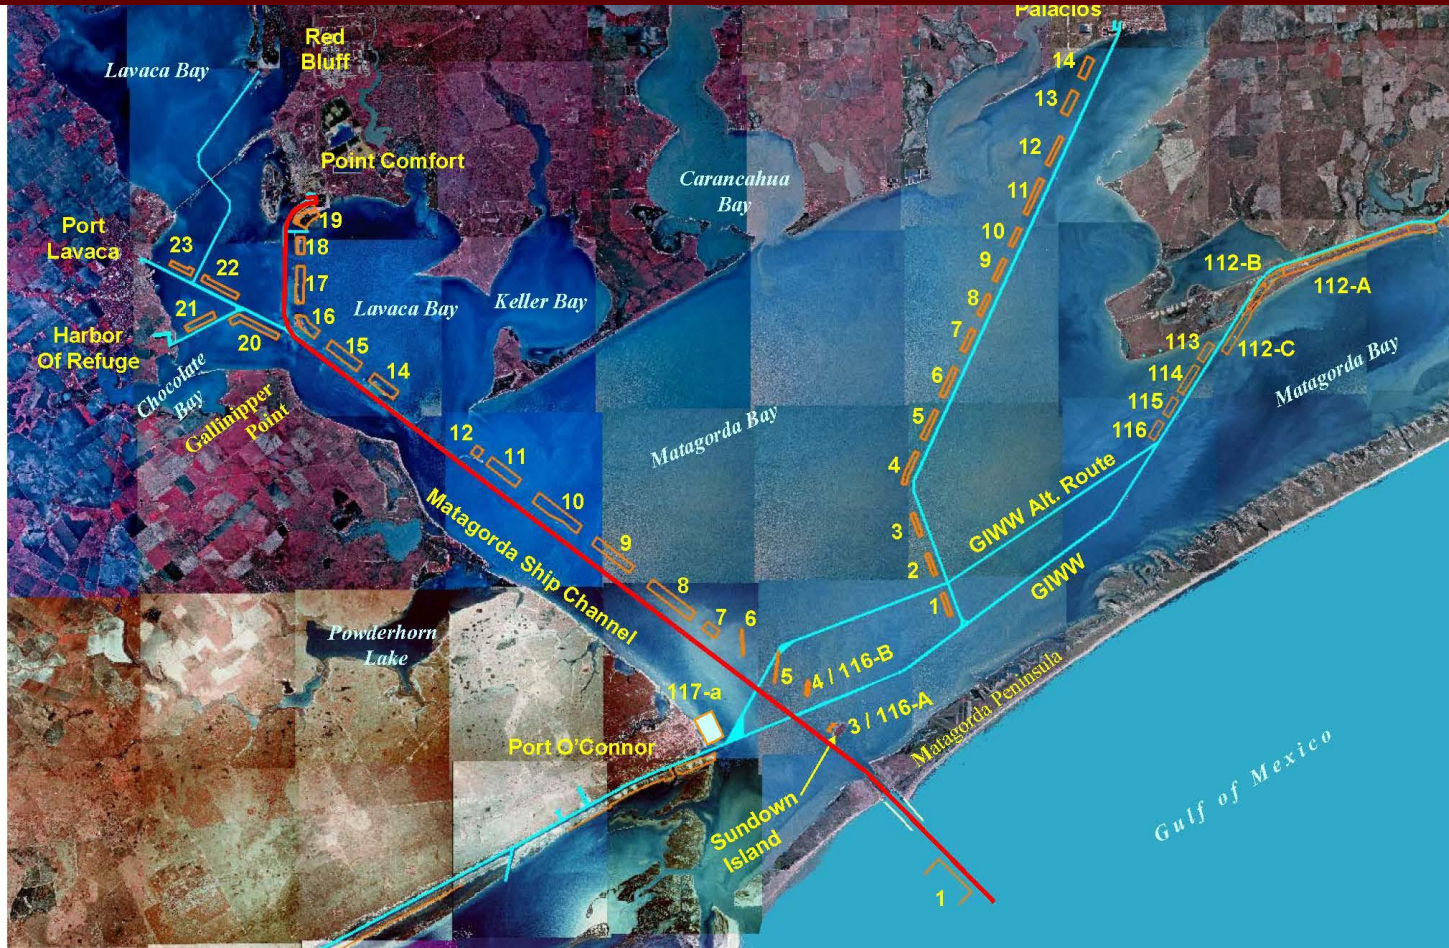 Palacios
Red
Bluff
Lavaca Bay
14
13
Point Comfort
12
Carancahua
Bay
11
19
Port
Lavaca
18
10
23
22
17
9
112-B
112-A
21
16
Lavaca Bay
Keller Bay
8
7
Harbor
Of Refuge
20
15
14
6
113
112-C
114
Matagorda Bay
Chocolate
Bay
Gallinipper
Point
5
115
116
12
11
Matagorda Bay
4
10
Matagorda Ship Channel
GIWW Alt. Route
3
9
2
GIWW
8
1
7
6
Powderhorn
Lake
5
4 / 116-B
117-a
3 / 116-A
Matagorda Peninsula
Port O'Connor
Sundown
Island
Gulf of Mexico
1